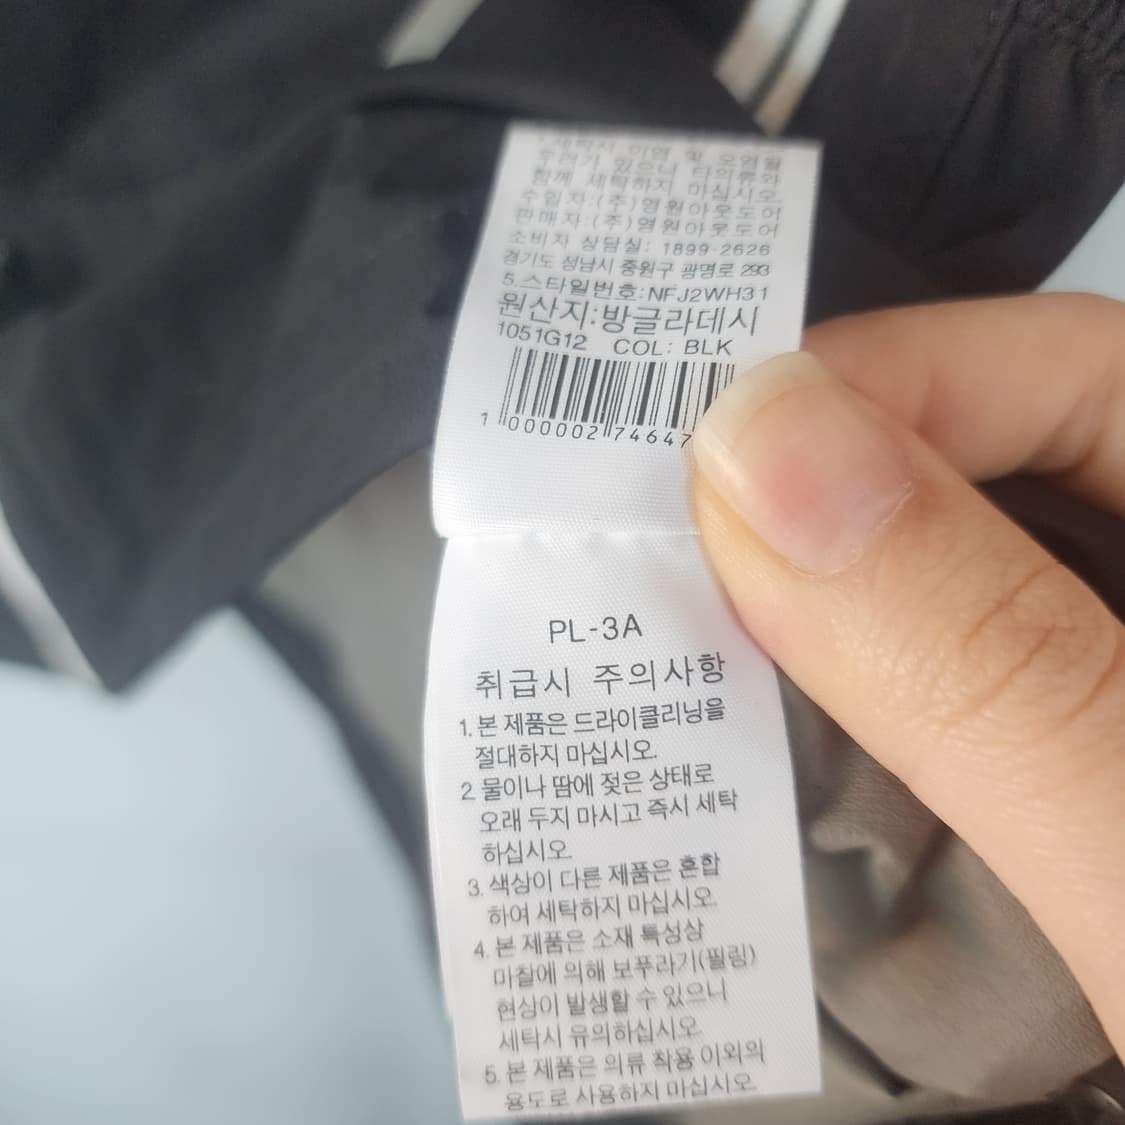 우려가 있으니 타의류와
함께 세탁하지 마십시오.
수입자:(주)영원아웃도어
판매자:(주)영원아웃도어
소비자 상담실: 1899-2626
경기도 성남시 중원구 광명로 293
5.스타일번호:NFJ2WH31
원산지:방글라데시
1051G12 COL: BLK
1 000002 74647
PL-3A
취급시 주의사항
1. 본 제품은 드라이클리닝을
절대하지 마십시오.
2. 물이나 땀에 젖은 상태로
오래 두지 마시고 즉시 세탁
하십시오.
3. 색상이 다른 제품은 혼합
하여 세탁하지 마십시오.
4. 본 제품은 소재 특성상
마찰에 의해 보푸라기(필링)
현상이 발생할 수 있으니
세탁시 유의하십시오.
5. 본 제품은 의류 착용 이외의
용도로 사용하지 마십시오.